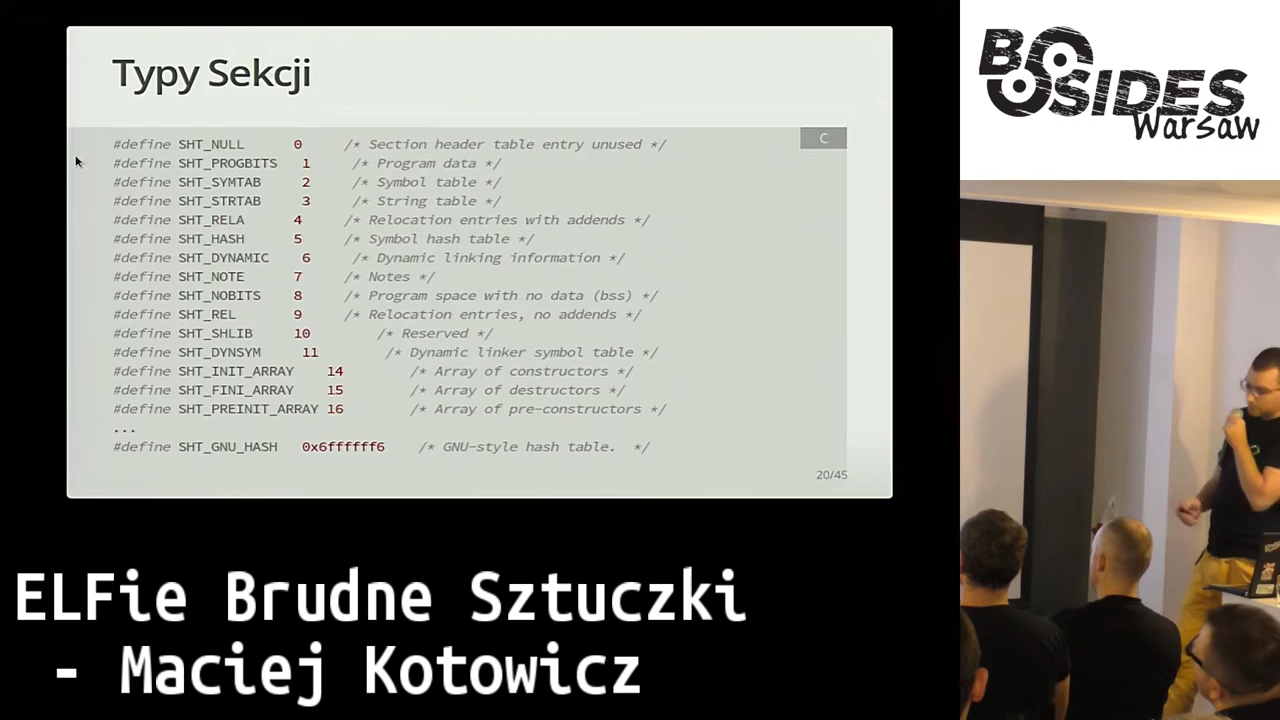 Typy Sekcji
C
#define SHT_NULL 0 /* Section header table entry unused */
#define SHT_PROGBITS 1 /* Program data */
#define SHT_SYMTAB 2 /* Symbol table */
#define SHT_STRTAB 3 /* String table */
#define SHT_RELA 4 /* Relocation entries with addends */
#define SHT_HASH 5 /* Symbol hash table */
#define SHT_DYNAMIC 6 /* Dynamic linking information */
#define SHT_NOTE 7 /* Notes */
#define SHT_NOBITS 8 /* Program space with no data (bss) */
#define SHT_REL 9 /* Relocation entries, no addends */
#define SHT_SHLIB 10 /* Reserved */
#define SHT_DYNSYM 11 /* Dynamic linker symbol table */
#define SHT_INIT_ARRAY 14 /* Array of constructors */
#define SHT_FINI_ARRAY 15 /* Array of destructors */
#define SHT_PREINIT_ARRAY 16 /* Array of pre-constructors */
...
#define SHT_GNU_HASH 0x6ffffff6 /* GNU-style hash table. */
20/45
BSIDES
Warsaw
ELFie Brudne Sztuczki
- Maciej Kotowicz